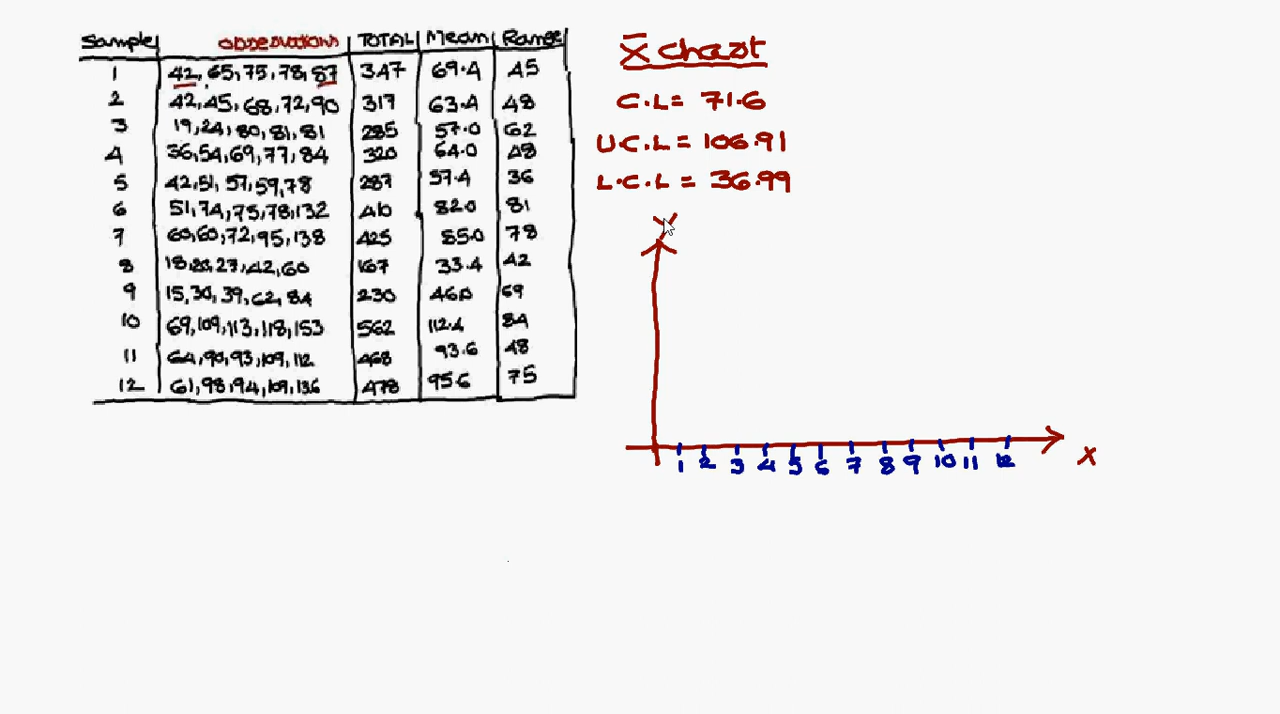 Sample observations TOTAL Mean Range
1 42, 65, 75, 78, 87 347 69.4 45
2 42, 45, 68, 72, 90 317 63.4 48
3 19, 24, 80, 81, 81 285 57.0 62
4 36, 54, 69, 77, 84 320 64.0 48
5 42, 51, 57, 59, 78 287 57.4 36
6 51, 74, 75, 78, 132 410 82.0 81
7 60, 60, 72, 95, 138 425 85.0 78
8 18, 20, 27, 42, 60 167 33.4 42
9 15, 30, 39, 62, 84 230 46.0 69
10 69, 109, 113, 118, 153 562 112.4 84
11 64, 90, 93, 109, 112 468 93.6 48
12 61, 98, 94, 109, 136 478 95.6 75
X̄ chart
C.L = 71.6
U.C.L = 106.91
L.C.L = 36.99
Y
1 2 3 4 5 6 7 8 9 10 11 12
X